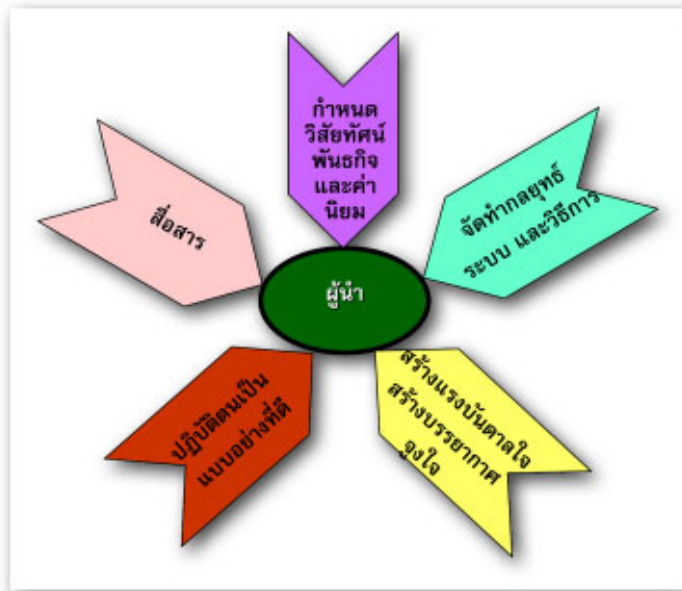 กำหนด
วิสัยทัศน์
พันธกิจ
และค่า
นิยม
จัดทำกลยุทธ์
ระบบ และวิธีการ
สื่อสาร
ผู้นำ
สร้างแรงบันดาลใจ
สร้างบรรยากาศ
จูงใจ
ปฏิบัติตนเป็น
แบบอย่างที่ดี